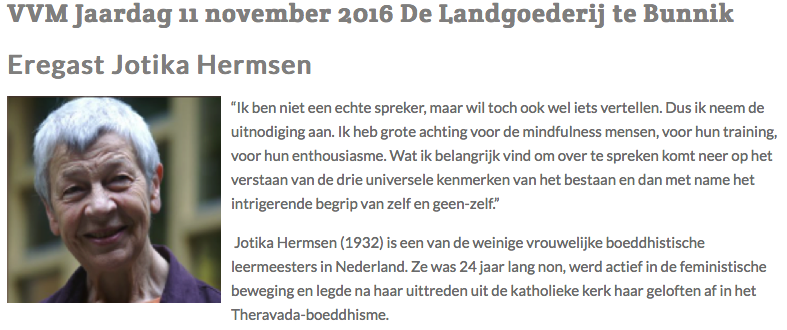 VVM Jaardag 11 november 2016 De Landgoederij te Bunnik
Eregast Jotika Hermsen
“Ik ben niet een echte spreker, maar wil toch ook wel iets vertellen. Dus ik neem de
uitnodiging aan. Ik heb grote achting voor de mindfulness mensen, voor hun training,
voor hun enthousiasme. Wat ik belangrijk vind om over te spreken komt neer op het
verstaan van de drie universele kenmerken van het bestaan en dan met name het
intrigerende begrip van zelf en geen-zelf.”
Jotika Hermsen (1932) is een van de weinige vrouwelijke boeddhistische
leermeesters in Nederland. Ze was 24 jaar lang non, werd actief in de feministische
beweging en legde na haar uittreden uit de katholieke kerk haar geloften af in het
Theravada-boeddhisme.